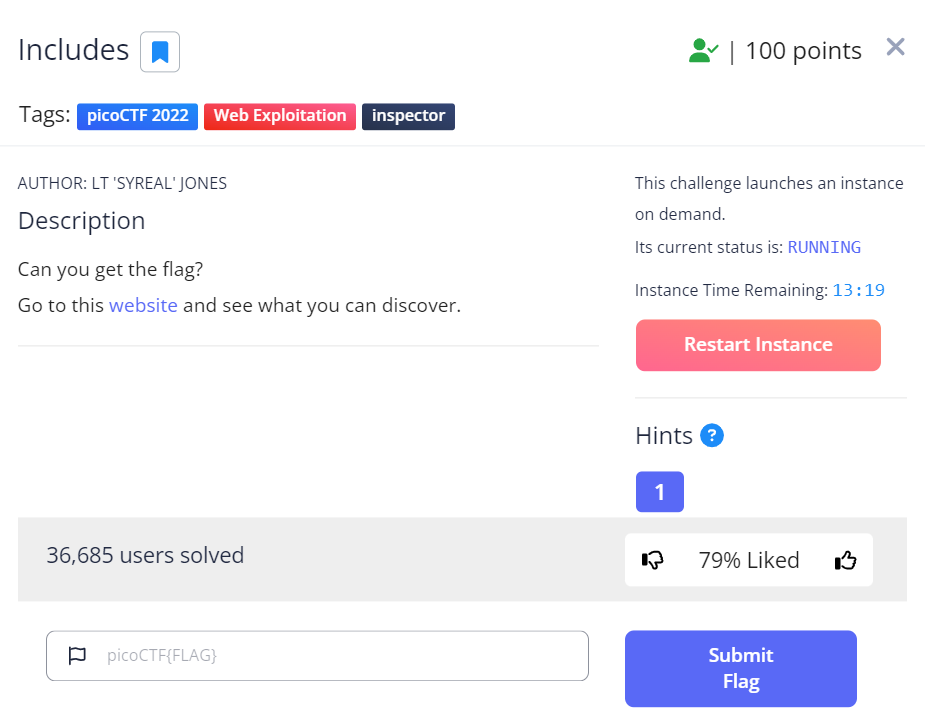 Includes
| 100 points
Tags: picoCTF 2022 Web Exploitation inspector
AUTHOR: LT 'SYREAL' JONES
Description
Can you get the flag?
Go to this website and see what you can discover.
This challenge launches an instance
on demand.
Its current status is: RUNNING
Instance Time Remaining: 13:19
Restart Instance
Hints ?
1
36,685 users solved
79% Liked
picoCTF{FLAG}
Submit
Flag